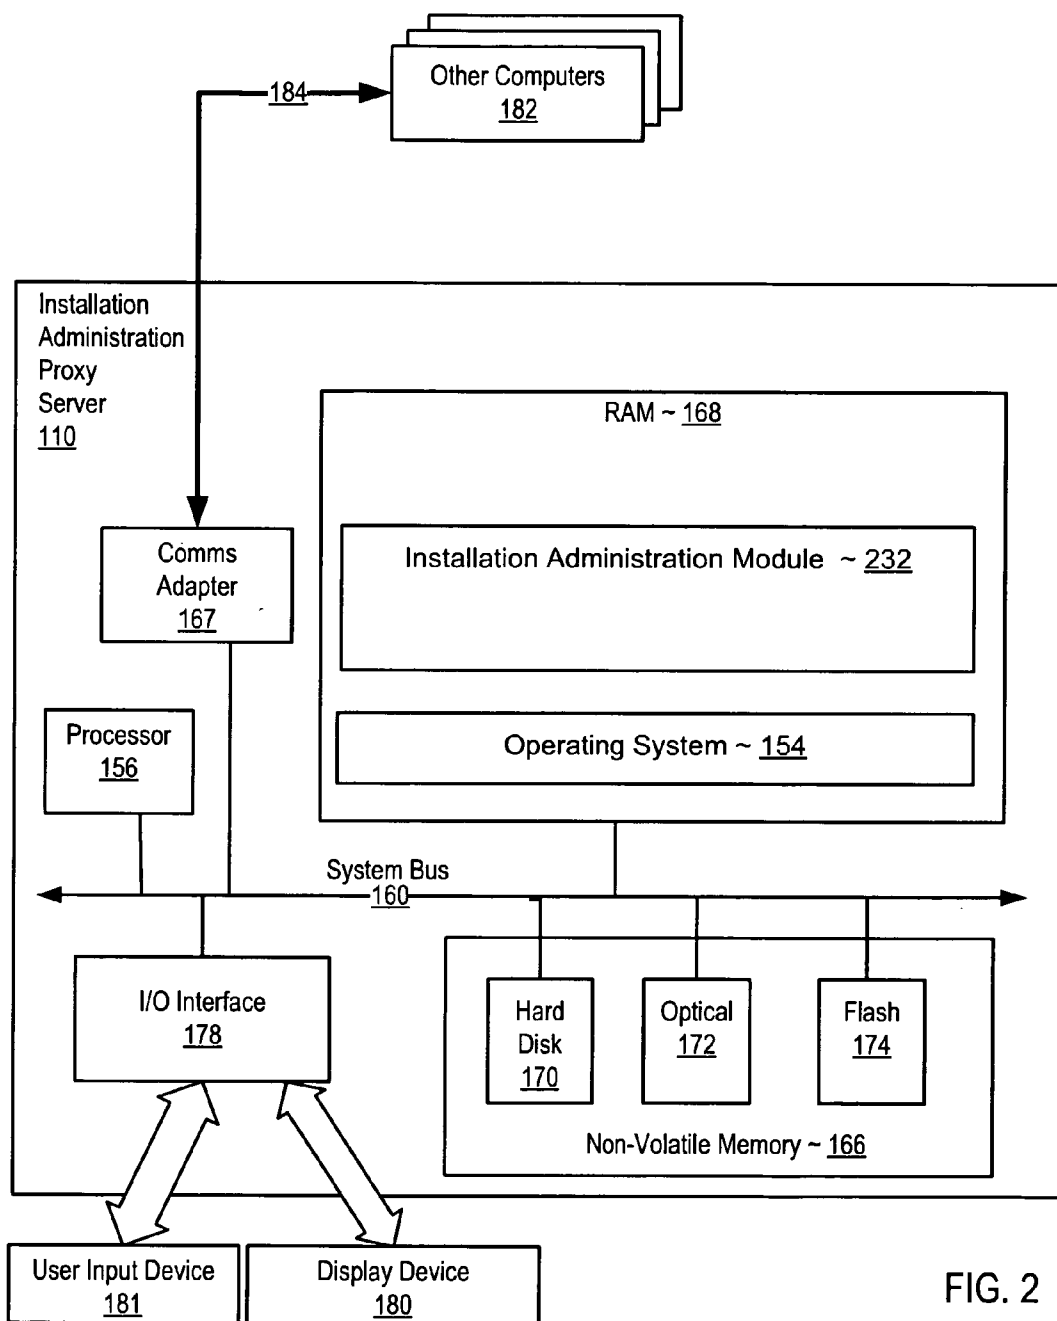 Other Computers
182
184
Installation
Administration
Proxy
Server
110
RAM ~ 168
Installation Administration Module ~ 232
Comms
Adapter
167
Operating System ~ 154
Processor
156
System Bus
160
I/O Interface
178
Hard
Disk
170
Optical
172
Flash
174
Non-Volatile Memory ~ 166
User Input Device
181
Display Device
180
FIG. 2